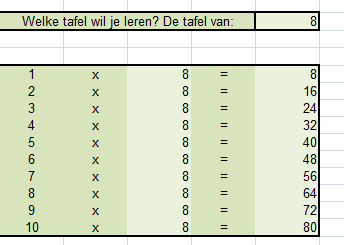 Welke tafel wil je leren? De tafel van: 8
1 x 8 = 8
2 x 8 = 16
3 x 8 = 24
4 x 8 = 32
5 x 8 = 40
6 x 8 = 48
7 x 8 = 56
8 x 8 = 64
9 x 8 = 72
10 x 8 = 80